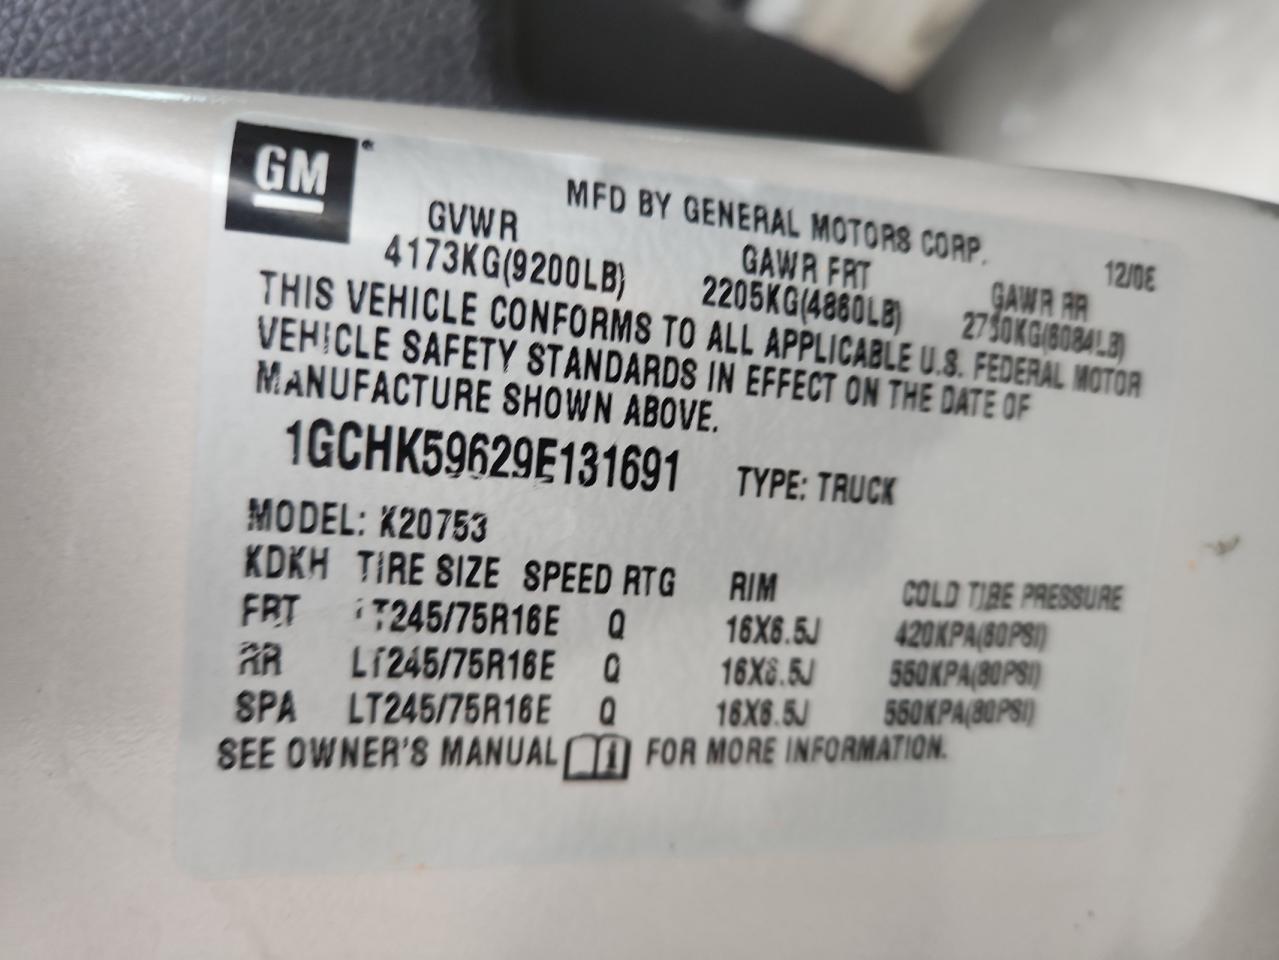 GM
MFD BY GENERAL MOTORS CORP.
12/08
GVWR GAWR FRT GAWR RR
4173KG(9200LB) 2205KG(4860LB) 2760KG(6084LB)
THIS VEHICLE CONFORMS TO ALL APPLICABLE U.S. FEDERAL MOTOR
VEHICLE SAFETY STANDARDS IN EFFECT ON THE DATE OF
MANUFACTURE SHOWN ABOVE.
1GCHK59629E131691 TYPE: TRUCK
MODEL: K20753
KDKH TIRE SIZE SPEED RTG RIM COLD TIRE PRESSURE
FRT LT245/75R16E Q 16X6.5J 420KPA(60PSI)
RR LT245/75R16E Q 16X6.5J 550KPA(80PSI)
SPA LT245/75R16E Q 16X6.5J 550KPA(80PSI)
SEE OWNER'S MANUAL i FOR MORE INFORMATION.